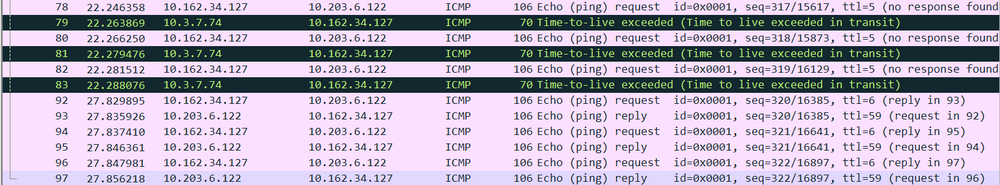 78 22.246358 10.162.34.127 10.203.6.122 ICMP 106 Echo (ping) request id=0x0001, seq=317/15617, ttl=5 (no response found
79 22.263869 10.3.7.74 10.162.34.127 ICMP 70 Time-to-live exceeded (Time to live exceeded in transit)
80 22.266250 10.162.34.127 10.203.6.122 ICMP 106 Echo (ping) request id=0x0001, seq=318/15873, ttl=5 (no response found
81 22.279476 10.3.7.74 10.162.34.127 ICMP 70 Time-to-live exceeded (Time to live exceeded in transit)
82 22.281512 10.162.34.127 10.203.6.122 ICMP 106 Echo (ping) request id=0x0001, seq=319/16129, ttl=5 (no response found
83 22.288076 10.3.7.74 10.162.34.127 ICMP 70 Time-to-live exceeded (Time to live exceeded in transit)
92 27.829895 10.162.34.127 10.203.6.122 ICMP 106 Echo (ping) request id=0x0001, seq=320/16385, ttl=6 (reply in 93)
93 27.835926 10.203.6.122 10.162.34.127 ICMP 106 Echo (ping) reply id=0x0001, seq=320/16385, ttl=59 (request in 92)
94 27.837410 10.162.34.127 10.203.6.122 ICMP 106 Echo (ping) request id=0x0001, seq=321/16641, ttl=6 (reply in 95)
95 27.846361 10.203.6.122 10.162.34.127 ICMP 106 Echo (ping) reply id=0x0001, seq=321/16641, ttl=59 (request in 94)
96 27.847981 10.162.34.127 10.203.6.122 ICMP 106 Echo (ping) request id=0x0001, seq=322/16897, ttl=6 (reply in 97)
97 27.856218 10.203.6.122 10.162.34.127 ICMP 106 Echo (ping) reply id=0x0001, seq=322/16897, ttl=59 (request in 96)